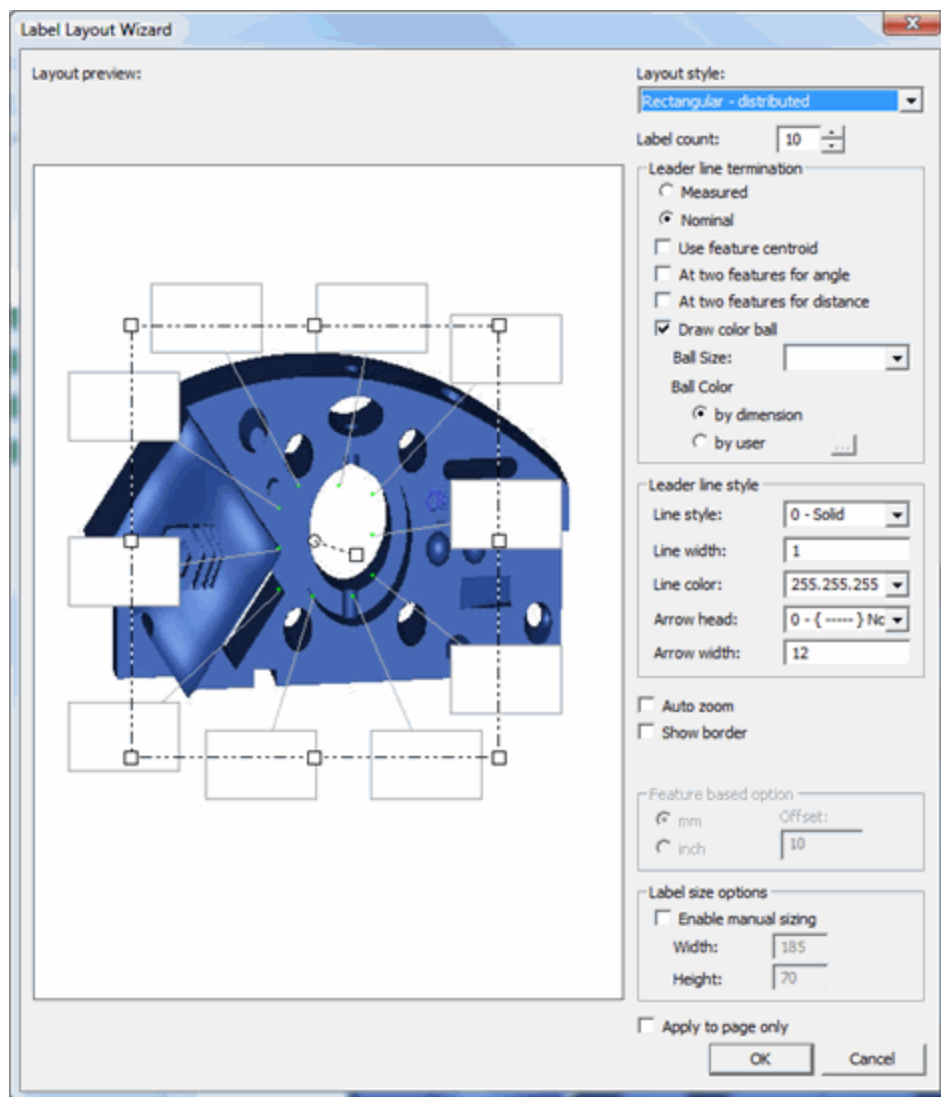 Label Layout Wizard
Layout preview:
Layout style:
Rectangular - distributed
Label count: 10
Leader line termination
Measured
Nominal
Use feature centroid
At two features for angle
At two features for distance
Draw color ball
Ball Size:
Ball Color
by dimension
by user ...
Leader line style
Line style: 0 - Solid
Line width: 1
Line color: 255.255.255
Arrow head: 0 - { ----- } Nc
Arrow width: 12
Auto zoom
Show border
Feature based option
mm Offset:
inch 10
Label size options
Enable manual sizing
Width: 185
Height: 70
Apply to page only
OK Cancel